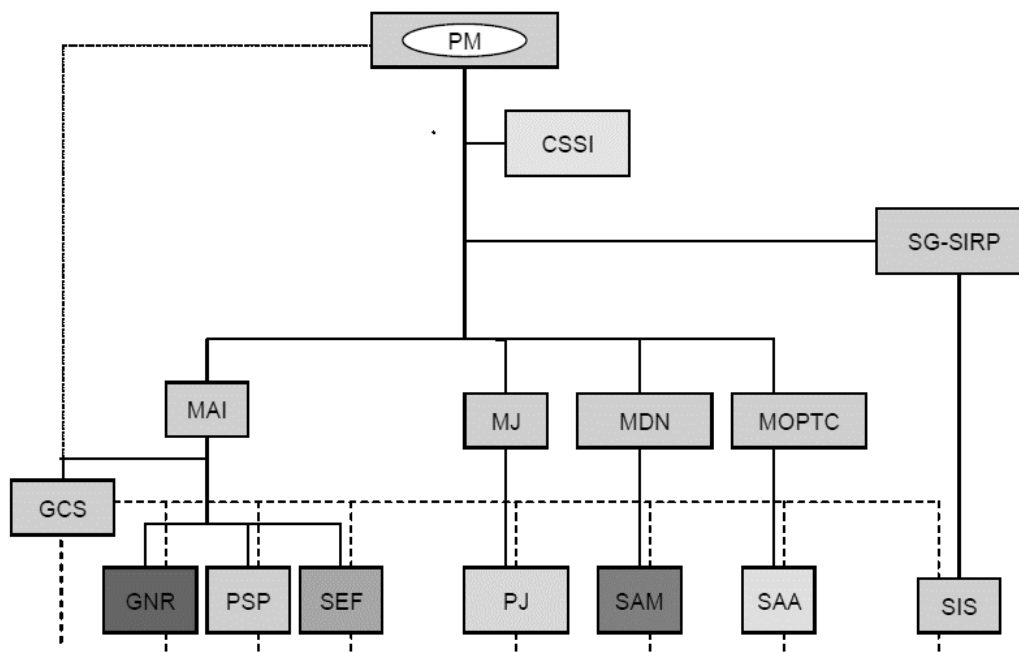 PM
CSSI
SG-SIRP
MAI
MJ
MDN
MOPTC
GCS
GNR
PSP
SEF
PJ
SAM
SAA
SIS